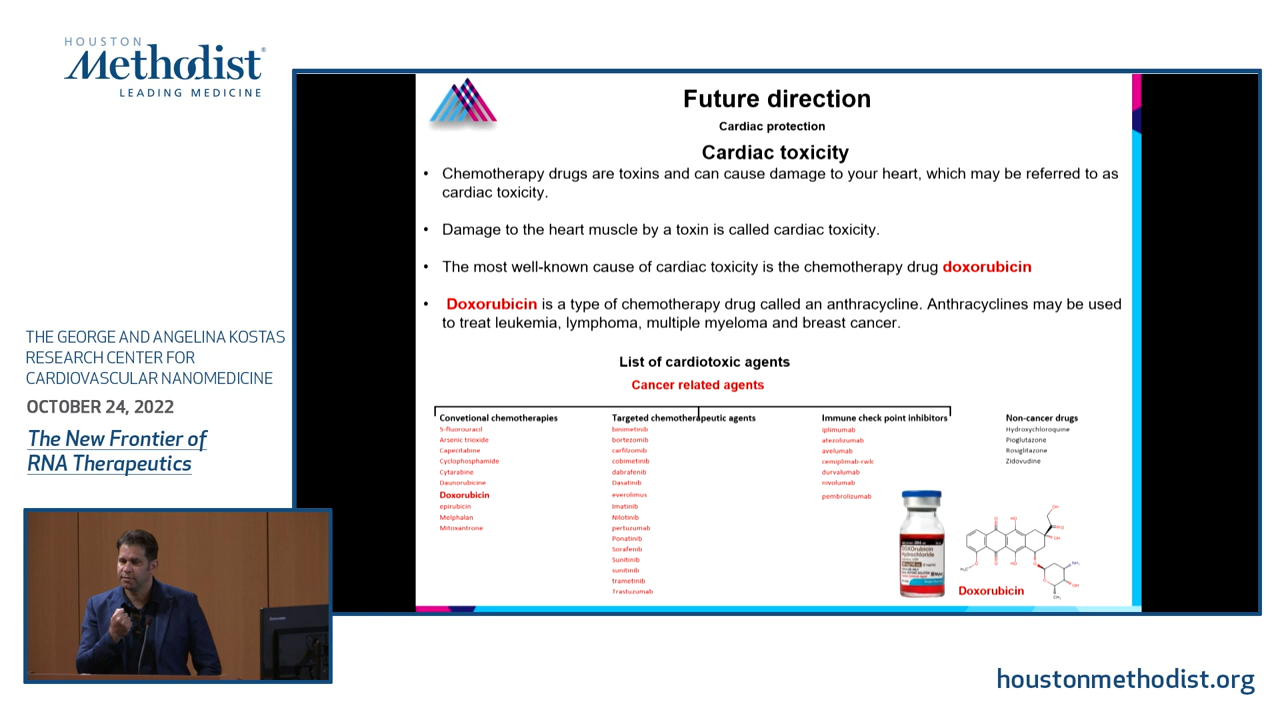 HOUSTON
Methodist®
LEADING MEDICINE
THE GEORGE AND ANGELINA KOSTAS
RESEARCH CENTER FOR
CARDIOVASCULAR NANOMEDICINE
OCTOBER 24, 2022
The New Frontier of
RNA Therapeutics
Future direction
Cardiac protection
Cardiac toxicity
• Chemotherapy drugs are toxins and can cause damage to your heart, which may be referred to as
cardiac toxicity.
• Damage to the heart muscle by a toxin is called cardiac toxicity.
• The most well-known cause of cardiac toxicity is the chemotherapy drug doxorubicin
• Doxorubicin is a type of chemotherapy drug called an anthracycline. Anthracyclines may be used
to treat leukemia, lymphoma, multiple myeloma and breast cancer.
List of cardiotoxic agents
Cancer related agents
Convetional chemotherapies
5-fluorouracil
Arsenic trioxide
Capecitabine
Cyclophosphamide
Cytarabine
Daunorubicine
Doxorubicin
epirubicin
Melphalan
Mitoxantrone
Targeted chemotherapeutic agents
binimetinib
bortezomib
carfilzomib
cobimetinib
dabrafenib
Dasatinib
everolimus
Imatinib
Nilotinib
pertuzumab
Ponatinib
Sorafenib
Sunitinib
sunitinib
trametinib
Trastuzumab
Immune check point inhibitors
iplimumab
atezolizumab
avelumab
cemiplimab-rwlc
durvalumab
nivolumab
pembrolizumab
Non-cancer drugs
Hydroxychloroquine
Pioglutazone
Rosiglitazone
Zidovudine
DOXOrubicin
Hydrochloride
Doxorubicin
houstonmethodist.org